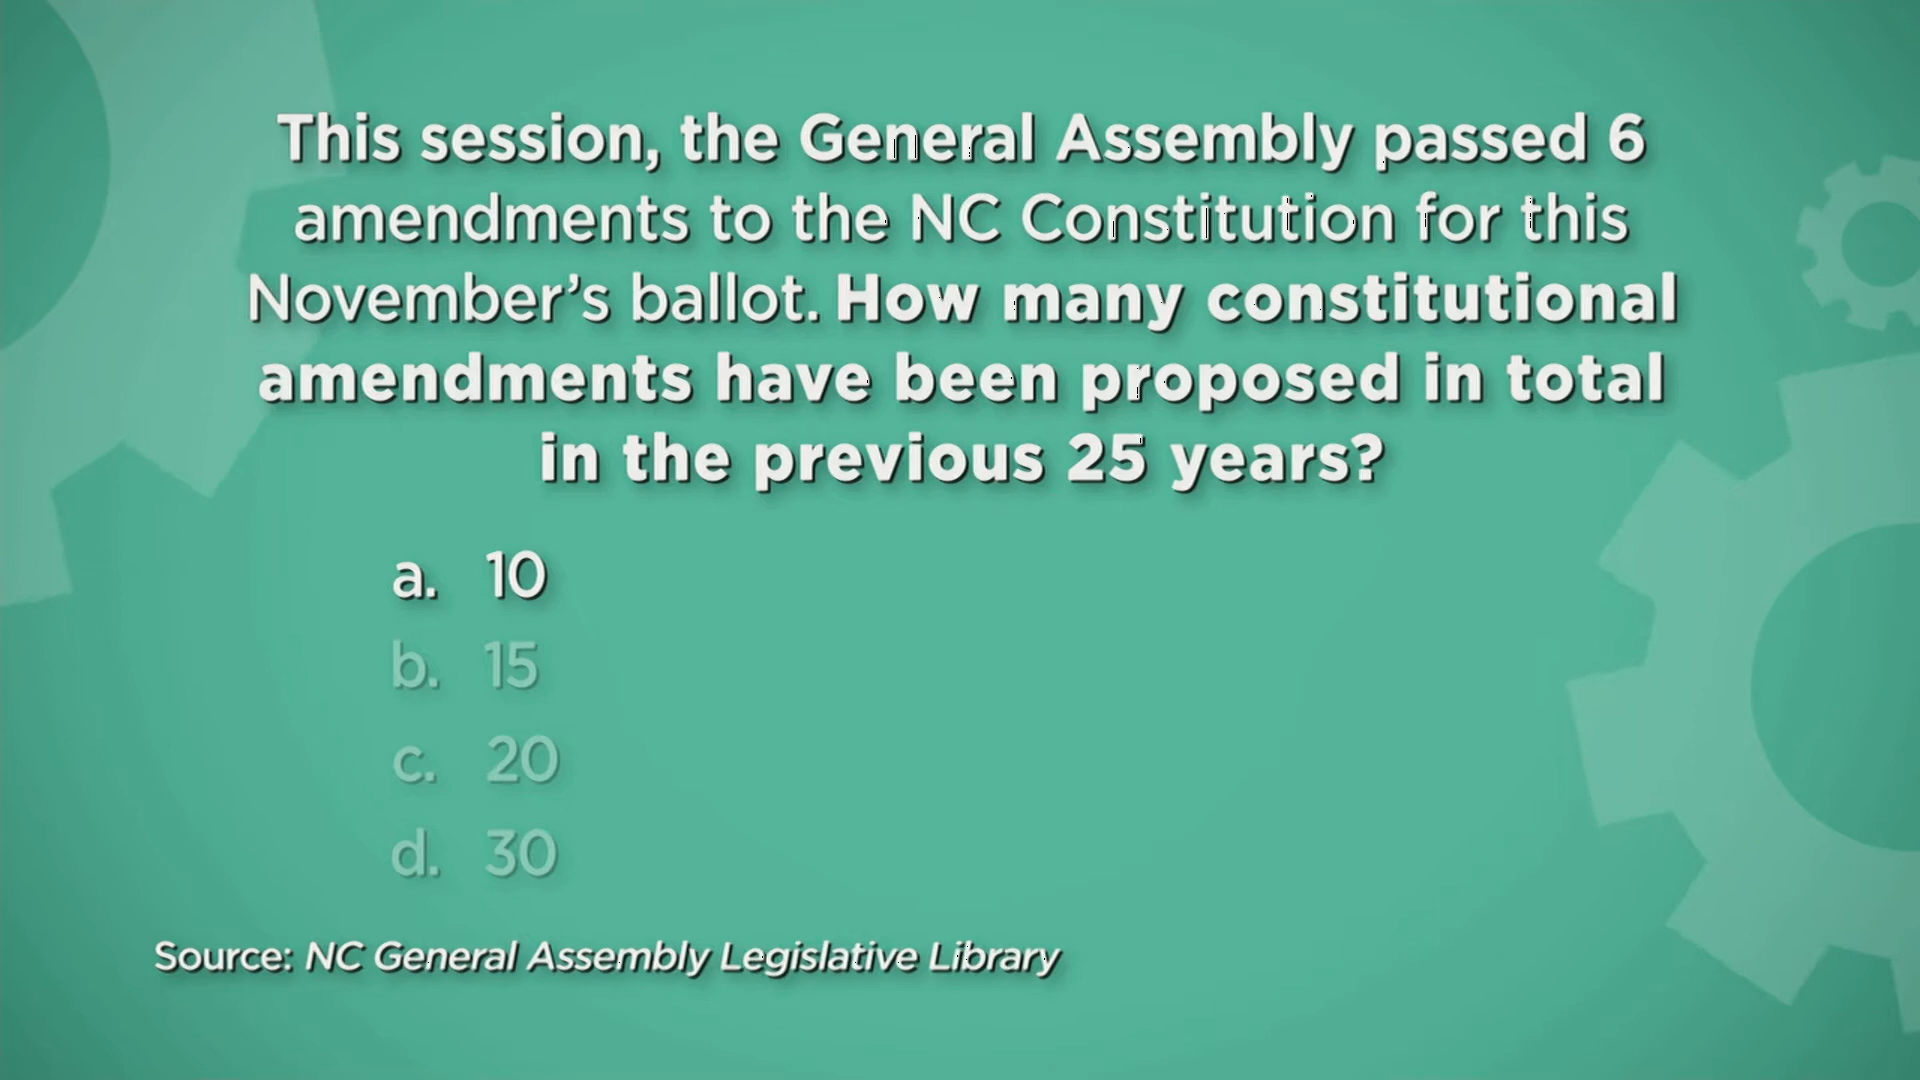 This session, the General Assembly passed 6
amendments to the NC Constitution for this
November’s ballot. How many constitutional
amendments have been proposed in total
in the previous 25 years?
a. 10
b. 15
c. 20
d. 30
Source: NC General Assembly Legislative Library